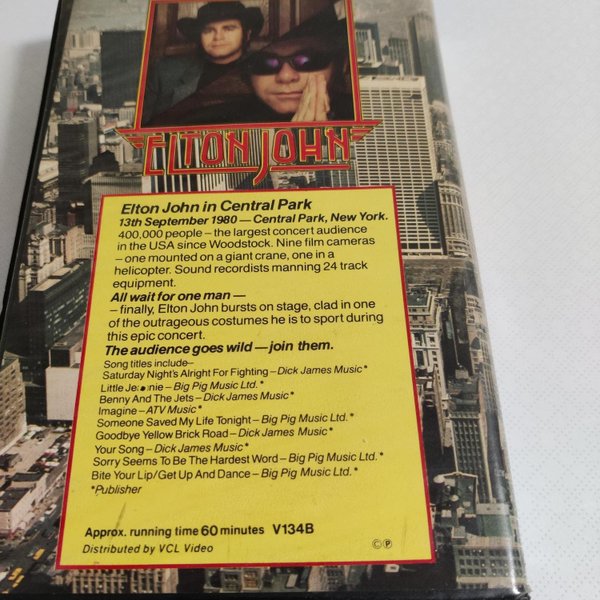 ELTON JOHN
Elton John in Central Park
13th September 1980 — Central Park, New York.
400,000 people – the largest concert audience
in the USA since Woodstock. Nine film cameras
– one mounted on a giant crane, one in a
helicopter. Sound recordists manning 24 track
equipment.
All wait for one man —
– finally, Elton John bursts on stage, clad in one
of the outrageous costumes he is to sport during
this epic concert.
The audience goes wild — join them.
Song titles include–
Saturday Night's Alright For Fighting – Dick James Music*
Little Jeannie – Big Pig Music Ltd.*
Benny And The Jets – Dick James Music*
Imagine – ATV Music*
Someone Saved My Life Tonight – Big Pig Music Ltd.*
Goodbye Yellow Brick Road – Dick James Music*
Your Song – Dick James Music*
Sorry Seems To Be The Hardest Word – Big Pig Music Ltd.*
Bite Your Lip/Get Up And Dance – Big Pig Music Ltd.*
*Publisher
Approx. running time 60 minutes V134B
Distributed by VCL Video ©℗